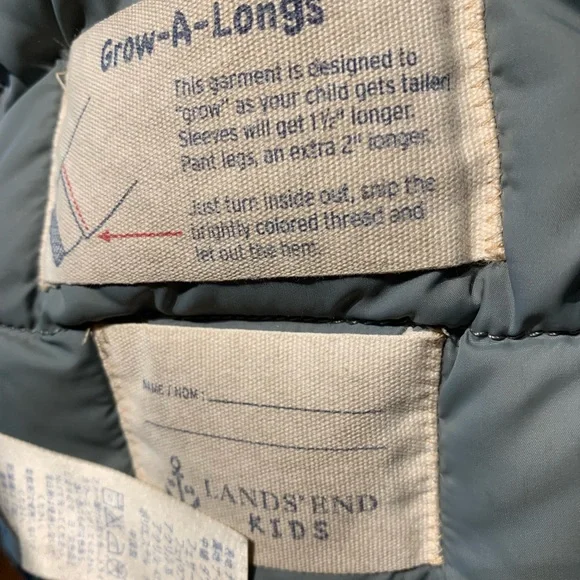 Grow-A-Longs
This garment is designed to
"grow" as your child gets taller!
Sleeves will get 1½" longer.
Pant legs, an extra 2" longer.
Just turn inside out, snip the
brightly colored thread and
let out the hem.
NAME / NOM :
LANDS' END
KIDS